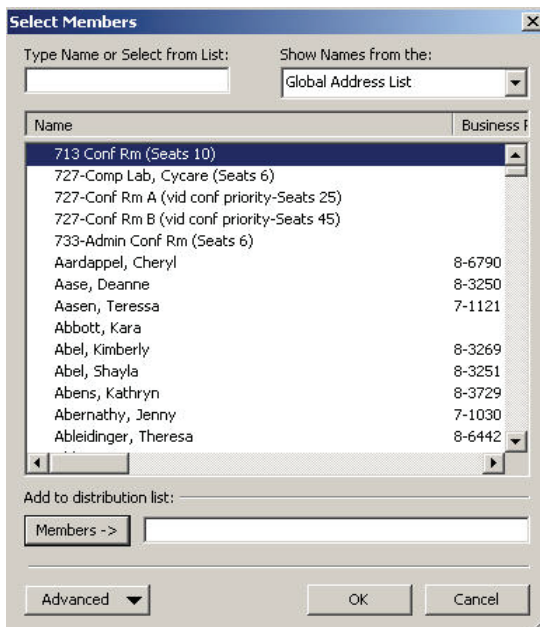 Select Members
Type Name or Select from List: Show Names from the:
Global Address List
Name Business
713 Conf Rm (Seats 10)
727-Comp Lab, Cycare (Seats 6)
727-Conf Rm A (vid conf priority-Seats 25)
727-Conf Rm B (vid conf priority-Seats 45)
733-Admin Conf Rm (Seats 6)
Aardappel, Cheryl 8-6790
Aase, Deanne 8-3250
Aasen, Teressa 7-1121
Abbott, Kara
Abel, Kimberly 8-3269
Abel, Shayla 8-3251
Abens, Kathryn 8-3729
Abernathy, Jenny 7-1030
Ableidinger, Theresa 8-6442
Add to distribution list:
Members ->
Advanced OK Cancel